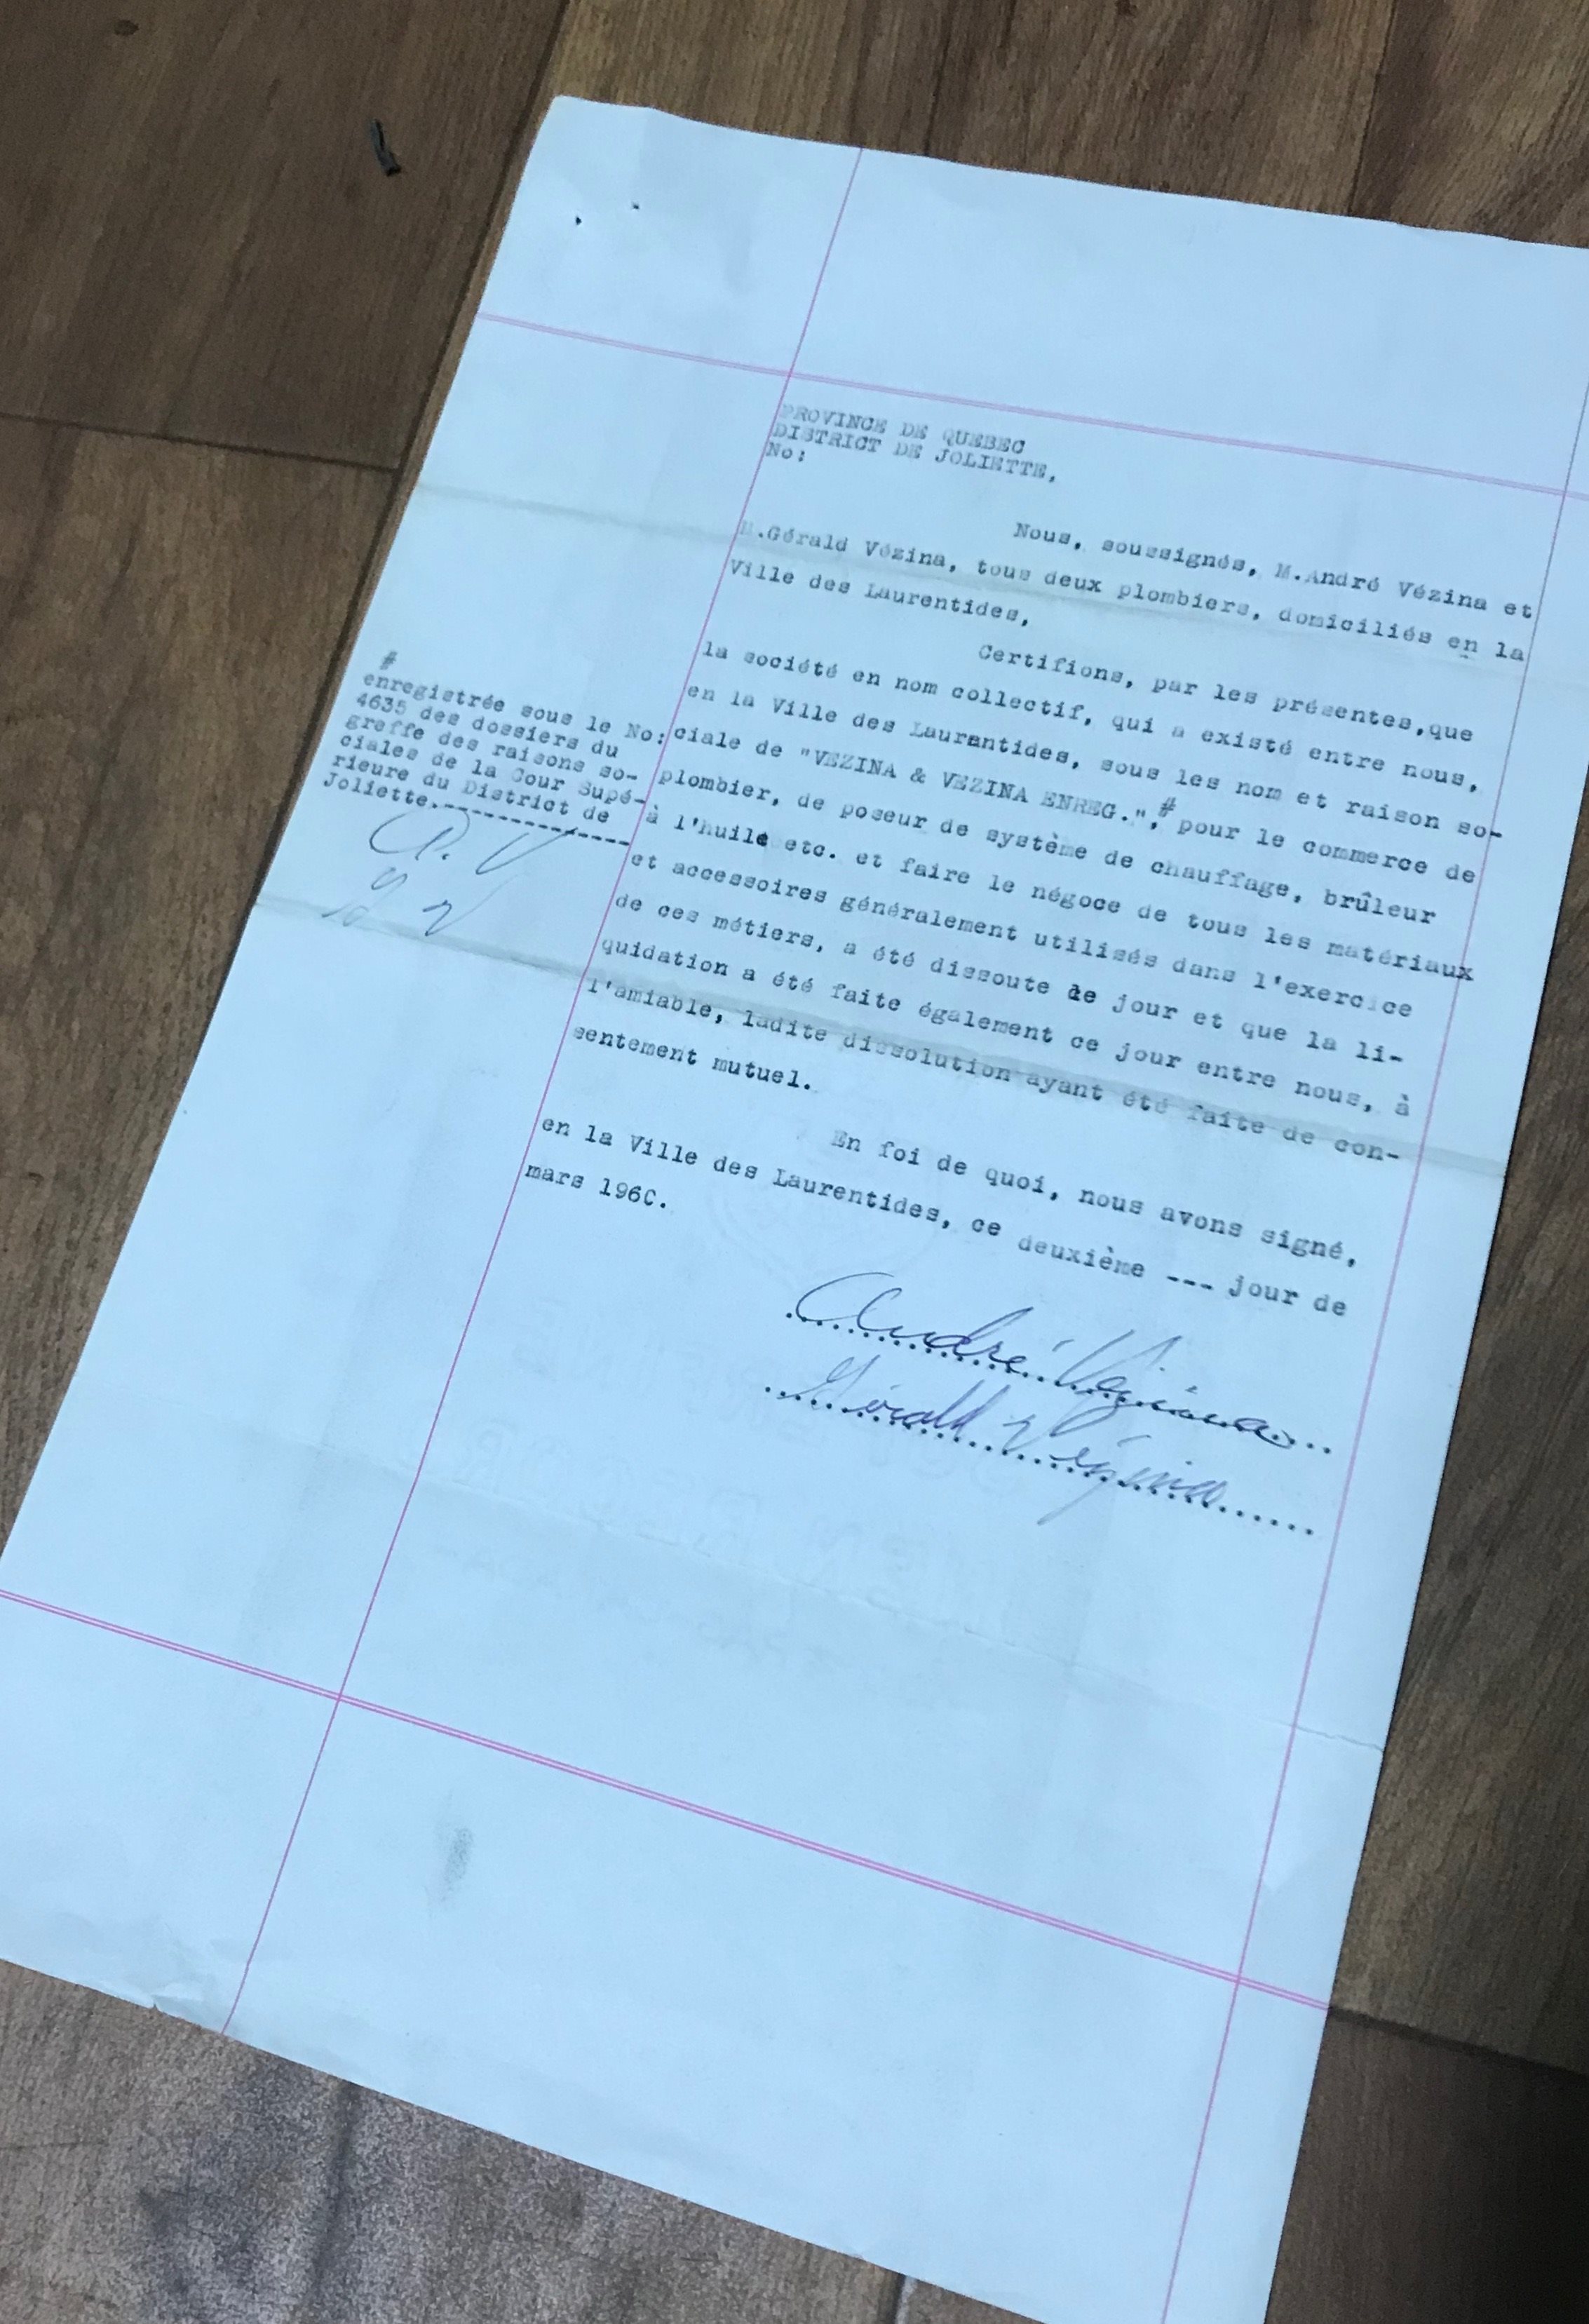 PROVINCE DE QUEBEC
DISTRICT DE JOLIETTE.
No:
Nous, soussignés, M.André Vézina et
M.Gérald Vézina, tous deux plombiers, domiciliés en la
Ville des Laurentides,
Certifions, par les présentes,que
la société en nom collectif, qui a existé entre nous,
en la Ville des Laurantides, sous les nom et raison so-
ciale de "VEZINA & VEZINA ENREG.",# pour le commerce de
plombier, de poseur de système de chauffage, brûleur
à l'huile etc. et faire le négoce de tous les matériaux
et accessoires généralement utilisés dans l'exercice
de ces métiers, a été dissoute ce jour et que la li-
quidation a été faite également ce jour entre nous, à
l'amiable, ladite dissolution ayant été faite de con-
sentement mutuel.
En foi de quoi, nous avons signé,
en la Ville des Laurentides, ce deuxième --- jour de
mars 1960.
André Vézina
Gérald Vézina
#
enregistrée sous le No:
4635 des dossiers du
greffe des raisons so-
ciales de la Cour Supé-
rieure du District de
Joliette.------------------
A. V
G V